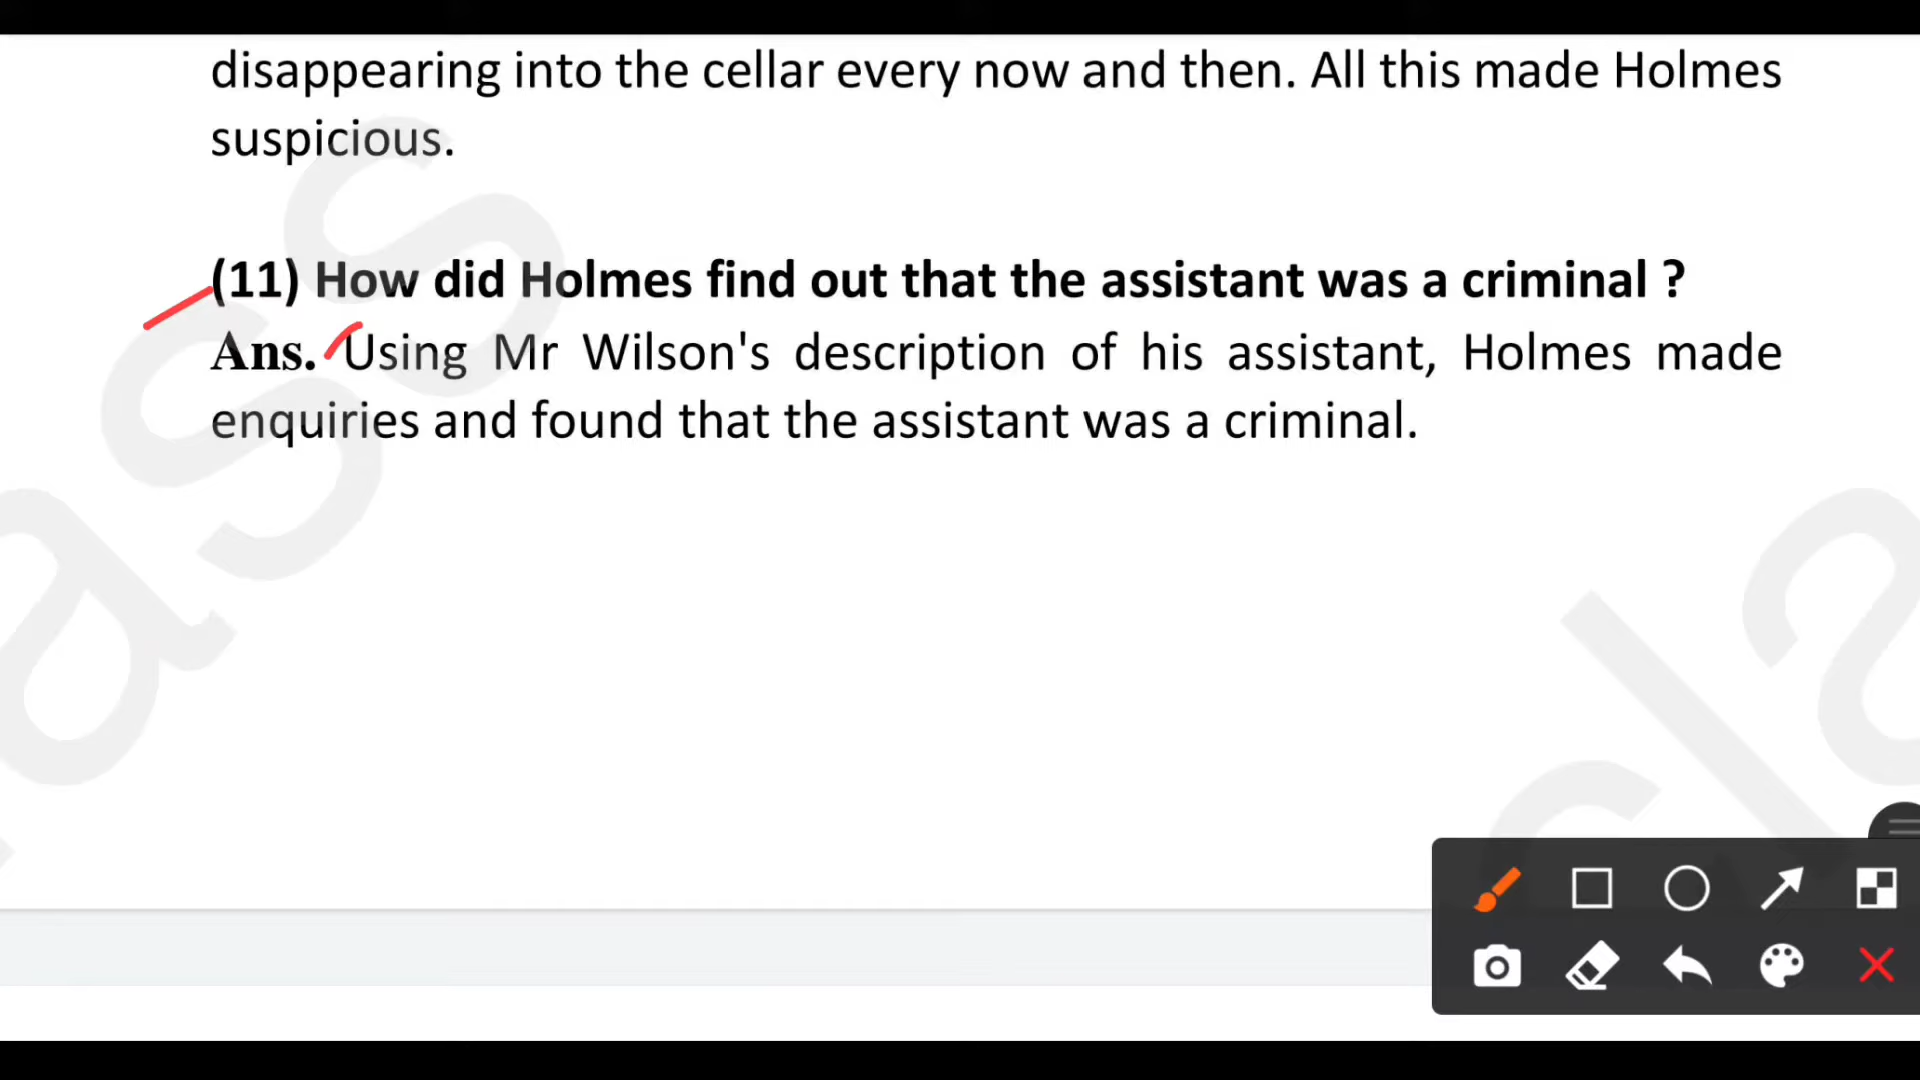 disappearing into the cellar every now and then. All this made Holmes
suspicious.
(11) How did Holmes find out that the assistant was a criminal ?
Ans. Using Mr Wilson's description of his assistant, Holmes made
enquiries and found that the assistant was a criminal.
ass
cla